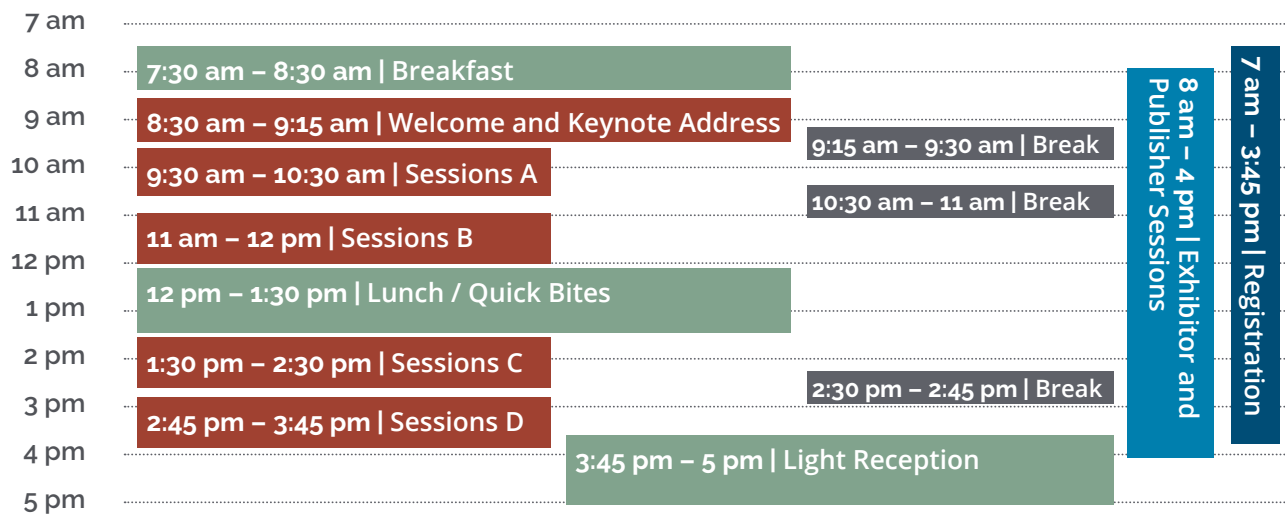 7 am
8 am
9 am
10 am
11 am
12 pm
1 pm
2 pm
3 pm
4 pm
5 pm
7:30 am – 8:30 am | Breakfast
8:30 am – 9:15 am | Welcome and Keynote Address
9:15 am – 9:30 am | Break
9:30 am – 10:30 am | Sessions A
10:30 am – 11 am | Break
11 am – 12 pm | Sessions B
12 pm – 1:30 pm | Lunch / Quick Bites
1:30 pm – 2:30 pm | Sessions C
2:30 pm – 2:45 pm | Break
2:45 pm – 3:45 pm | Sessions D
3:45 pm – 5 pm | Light Reception
8 am – 4 pm | Exhibitor and
Publisher Sessions
7 am – 3:45 pm | Registration